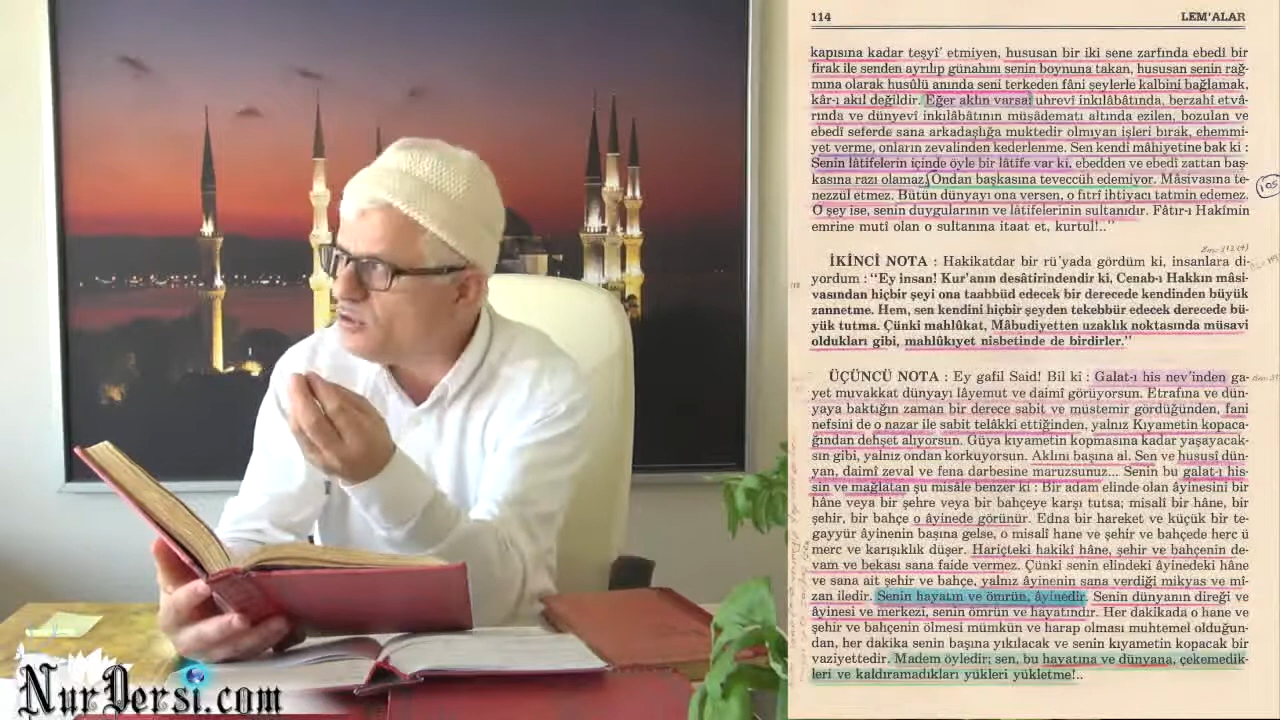 114 LEM'ALAR
kapısına kadar teşyi' etmiyen, hususan bir iki sene zarfında ebedî bir
firak ile senden ayrılıp günahını senin boynuna takan, hususan senin rağ-
mına olarak husûlü anında seni terkeden fâni şeylerle kalbini bağlamak,
kâr-ı akıl değildir. Eğer aklın varsa! uhrevî inkılâbâtında, berzahî etvâ-
rında ve dünyevî inkılâbâtının müsâdematı altında ezilen, bozulan ve
ebedî seferde sana arkadaşlığa muktedir olmıyan işleri bırak, ehemmi-
yet verme, onların zevalinden kederlenme. Sen kendi mâhiyetine bak ki :
Senin lâtifelerin içinde öyle bir lâtife var ki, ebedden ve ebedî zattan baş-
kasına razı olamaz. Ondan başkasına teveccüh edemiyor. Mâsivasına te-
nezzül etmez. Bütün dünyayı ona versen, o fıtrî ihtiyacı tatmin edemez.
O şey ise, senin duygularının ve lâtifelerinin sultanıdır. Fâtır-ı Hakîmin
emrine mutî olan o sultanına itaat et, kurtul!.."
İKİNCİ NOTA : Hakikatdar bir rü'yada gördüm ki, insanlara di-
yordum : "Ey insan! Kur'anın desâtirindendir ki, Cenab-ı Hakkın mâsi-
vasından hiçbir şeyi ona taabbüd edecek bir derecede kendinden büyük
zannetme. Hem, sen kendini hiçbir şeyden tekebbür edecek derecede bü-
yük tutma. Çünki mahlûkat, Mâbudiyetten uzaklık noktasında müsavi
oldukları gibi, mahlûkıyet nisbetinde de birdirler."
ÜÇÜNCÜ NOTA : Ey gafil Said! Bil ki : Galat-ı his nev'inden ga-
yet muvakkat dünyayı lâyemut ve daimî görüyorsun. Etrafına ve dün-
yaya baktığın zaman bir derece sabit ve müstemir gördüğünden, fani
nefsini de o nazar ile sabit telâkki ettiğinden, yalnız Kıyametin kopaca-
ğından dehşet alıyorsun. Güya kıyametin kopmasına kadar yaşayacak-
sın gibi, yalnız ondan korkuyorsun. Aklını başına al. Sen ve hususî dün-
yan, daimî zeval ve fena darbesine maruzsunuz... Senin bu galat-ı his-
sin ve mağlatan şu misâle benzer ki : Bir adam elinde olan âyinesini bir
hâne veya bir şehre veya bir bahçeye karşı tutsa; misalî bir hâne, bir
şehir, bir bahçe o âyinede görünür. Edna bir hareket ve küçük bir te-
gayyür âyinenin başına gelse, o misalî hane ve şehir ve bahçede herc ü
merc ve karışıklık düşer. Hariçteki hakikî hâne, şehir ve bahçenin de-
vam ve bekası sana faide vermez. Çünki senin elindeki âyinedeki hâne
ve sana ait şehir ve bahçe, yalnız âyinenin sana verdiği mikyas ve mi-
zan iledir. Senin hayatın ve ömrün, âyinedir. Senin dünyanın direği ve
âyinesi ve merkezi, senin ömrün ve hayatındır. Her dakikada o hane ve
şehir ve bahçenin ölmesi mümkün ve harap olması muhtemel olduğun-
dan, her dakika senin başına yıkılacak ve senin kıyametin kopacak bir
vaziyettedir. Madem öyledir; sen, bu hayatına ve dünyana, çekemedik-
leri ve kaldıramadıkları yükleri yükletme!..
NurDersi.com